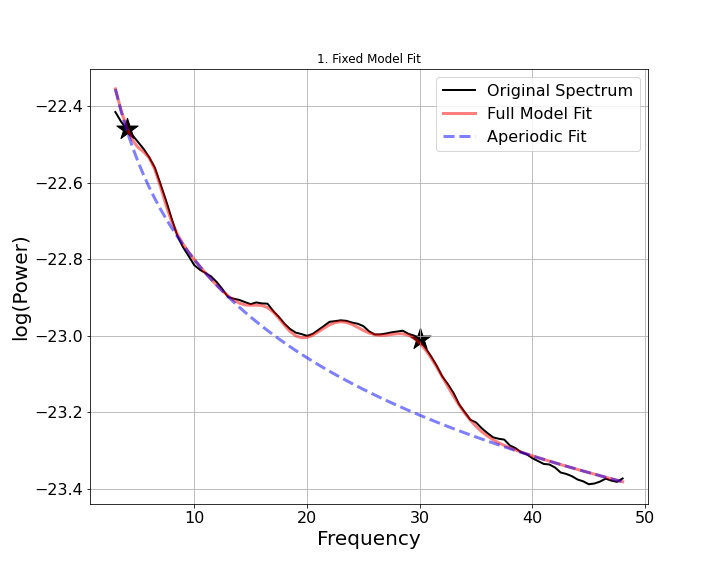 1. Fixed Model Fit
Original Spectrum
Full Model Fit
Aperiodic Fit
log(Power)
−22.4
−22.6
−22.8
−23.0
−23.2
−23.4
10 20 30 40 50
Frequency